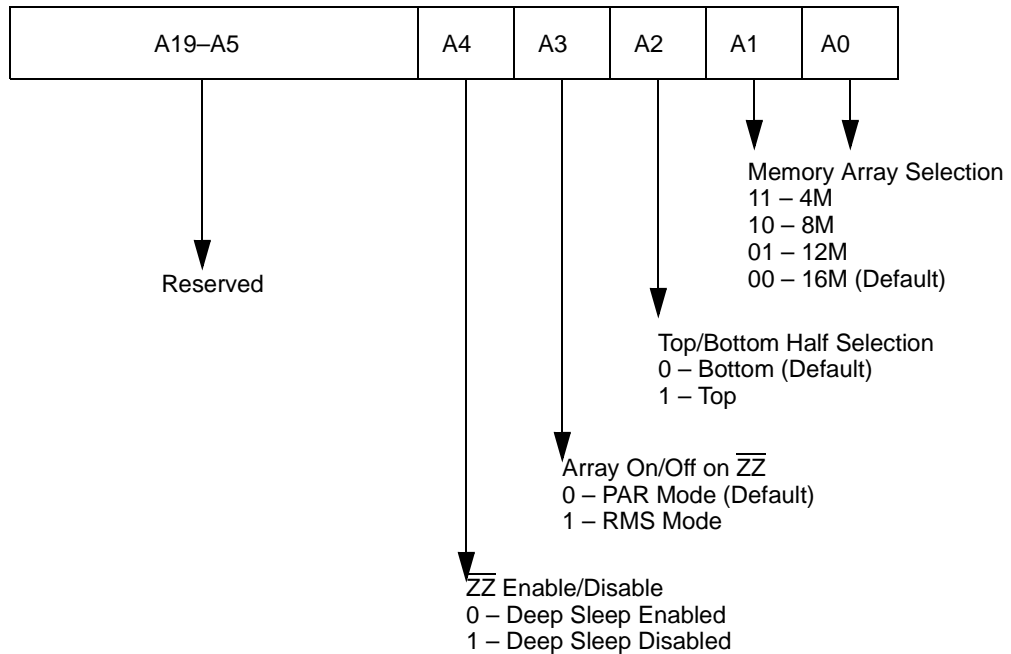 A19–A5 A4 A3 A2 A1 A0
Memory Array Selection
11 – 4M
10 – 8M
01 – 12M
00 – 16M (Default)
Reserved
Top/Bottom Half Selection
0 – Bottom (Default)
1 – Top
Array On/Off on Z̅Z̅
0 – PAR Mode (Default)
1 – RMS Mode
Z̅Z̅ Enable/Disable
0 – Deep Sleep Enabled
1 – Deep Sleep Disabled